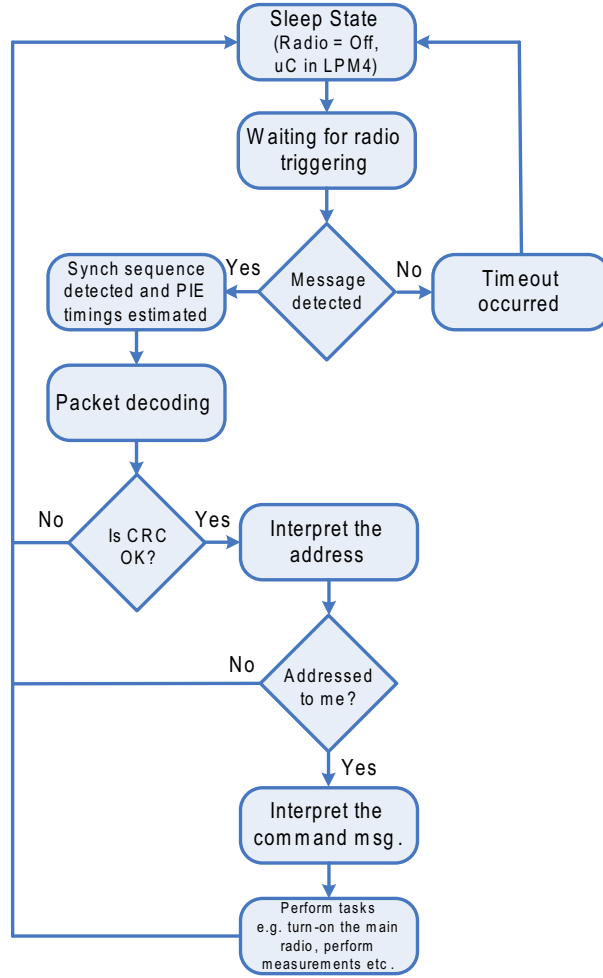 Sleep State
(Radio = Off,
uC in LPM4)
Waiting for radio
triggering
Message
detected
Yes
No
Synch sequence
detected and PIE
timings estimated
Timeout
occurred
Packet decoding
Is CRC
OK?
No
Yes
Interpret the
address
Addressed
to me?
No
Yes
Interpret the
command msg.
Perform tasks
e.g. turn-on the main
radio, perform
measurements etc.